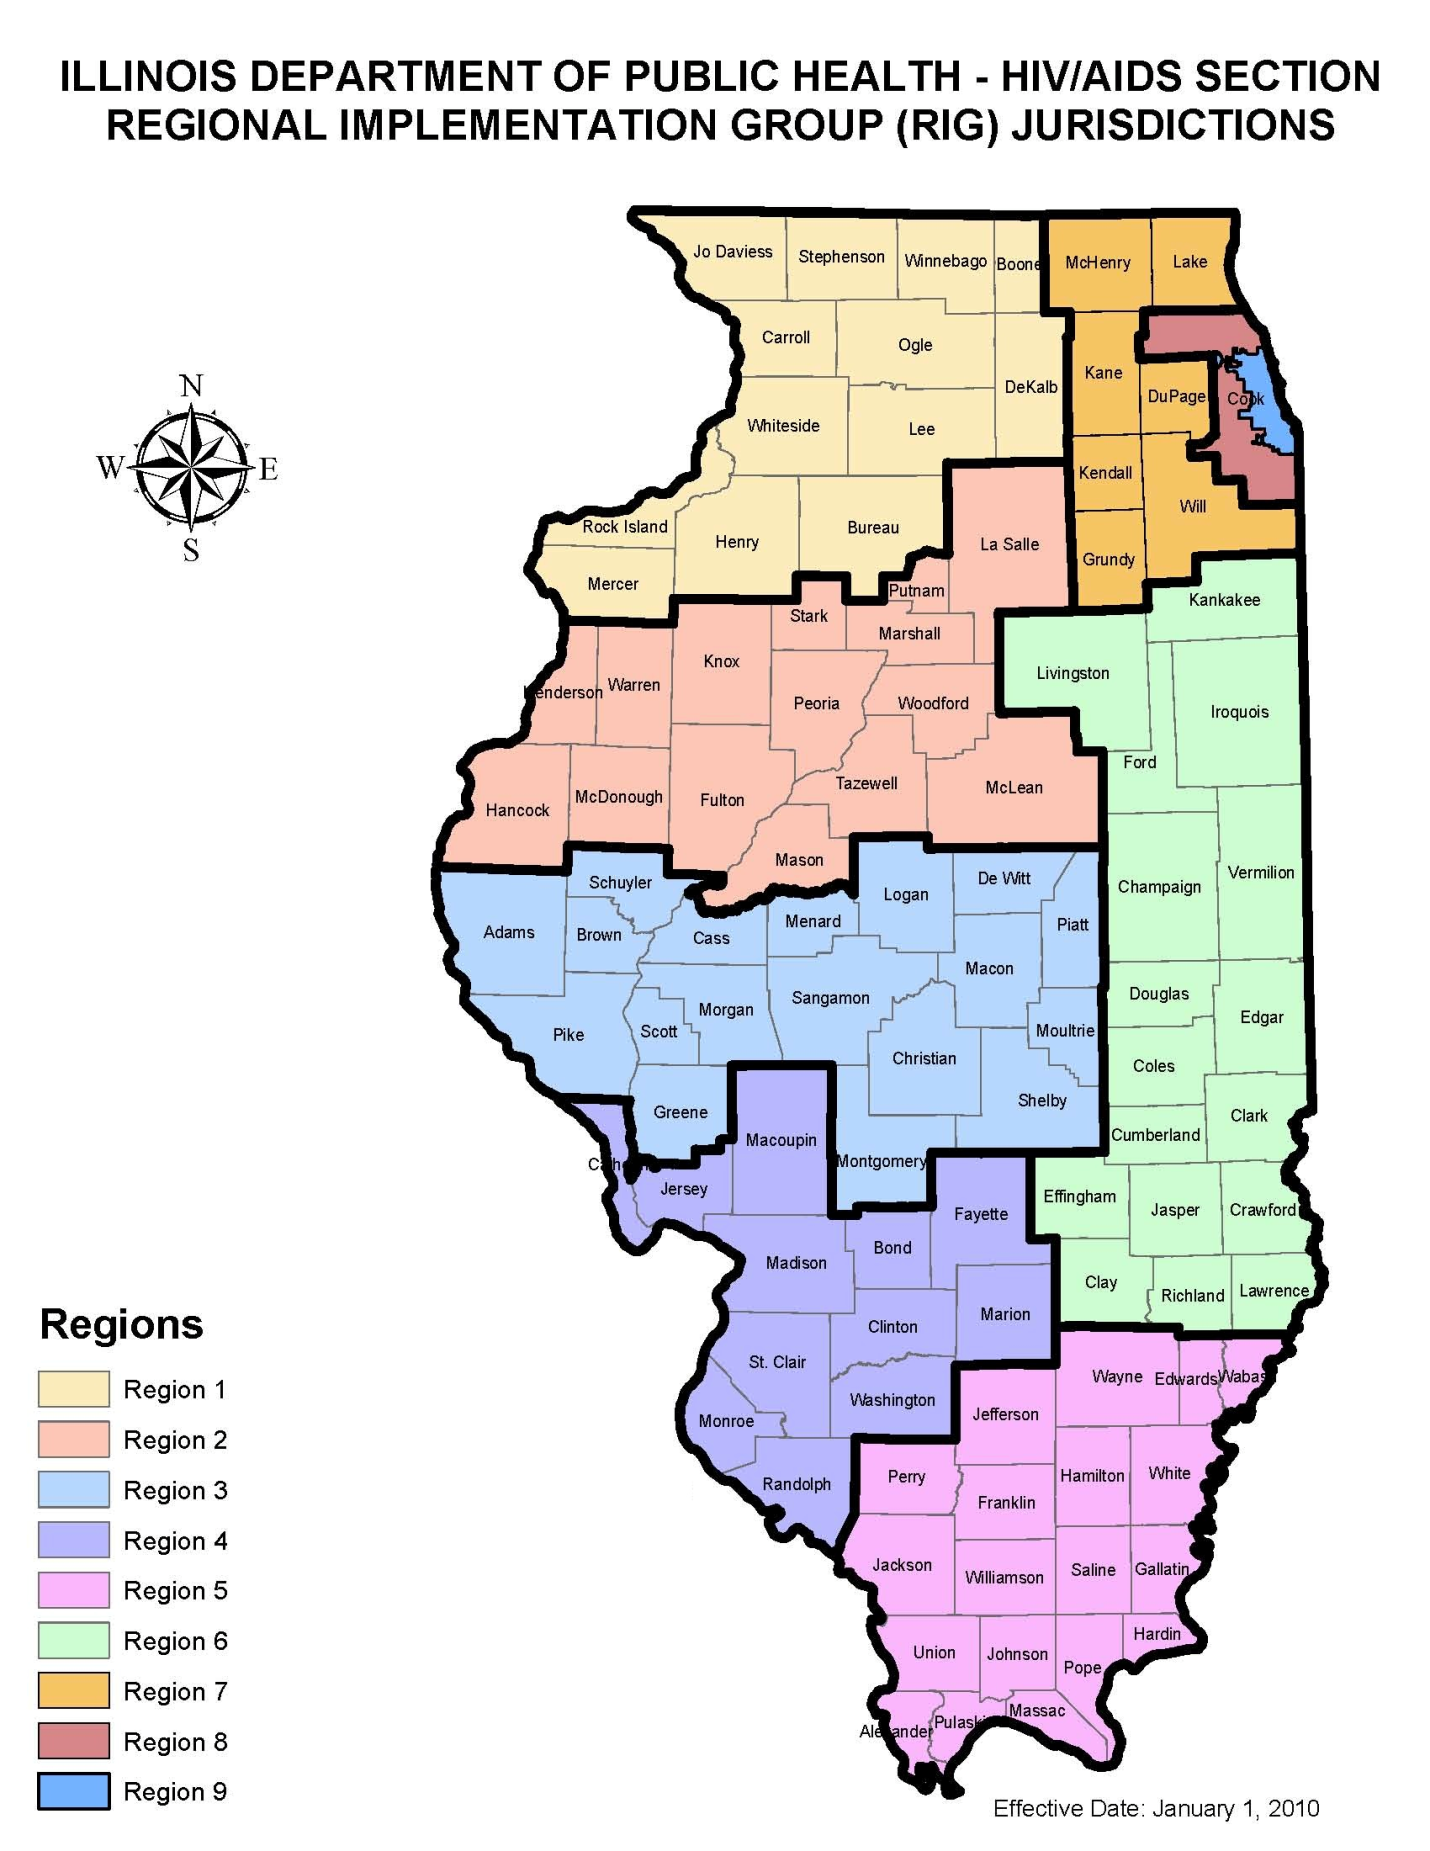 ILLINOIS DEPARTMENT OF PUBLIC HEALTH - HIV/AIDS SECTION
REGIONAL IMPLEMENTATION GROUP (RIG) JURISDICTIONS
Jo Daviess
Stephenson
Winnebago
Boone
McHenry
Lake
Carroll
Ogle
DeKalb
Kane
DuPage
Cook
Whiteside
Lee
Kendall
Will
Rock Island
Henry
Bureau
La Salle
Grundy
Mercer
Putnam
Kankakee
Stark
Marshall
Knox
Henderson
Warren
Peoria
Woodford
Livingston
Iroquois
Ford
Hancock
McDonough
Fulton
Tazewell
McLean
Mason
Schuyler
Logan
De Witt
Champaign
Vermilion
Adams
Brown
Cass
Menard
Piatt
Macon
Sangamon
Morgan
Scott
Pike
Moultrie
Christian
Douglas
Edgar
Coles
Shelby
Greene
Macoupin
Montgomery
Cumberland
Clark
Jersey
Fayette
Effingham
Jasper
Crawford
Madison
Bond
Clay
Richland
Lawrence
Marion
Clinton
St. Clair
Washington
Monroe
Randolph
Wayne
Edwards
Wabas
Jefferson
Perry
Franklin
Hamilton
White
Jackson
Williamson
Saline
Gallatin
Union
Johnson
Pope
Hardin
Alexander
Pulaski
Massac
N
W
E
S
Regions
Region 1
Region 2
Region 3
Region 4
Region 5
Region 6
Region 7
Region 8
Region 9
Effective Date: January 1, 2010